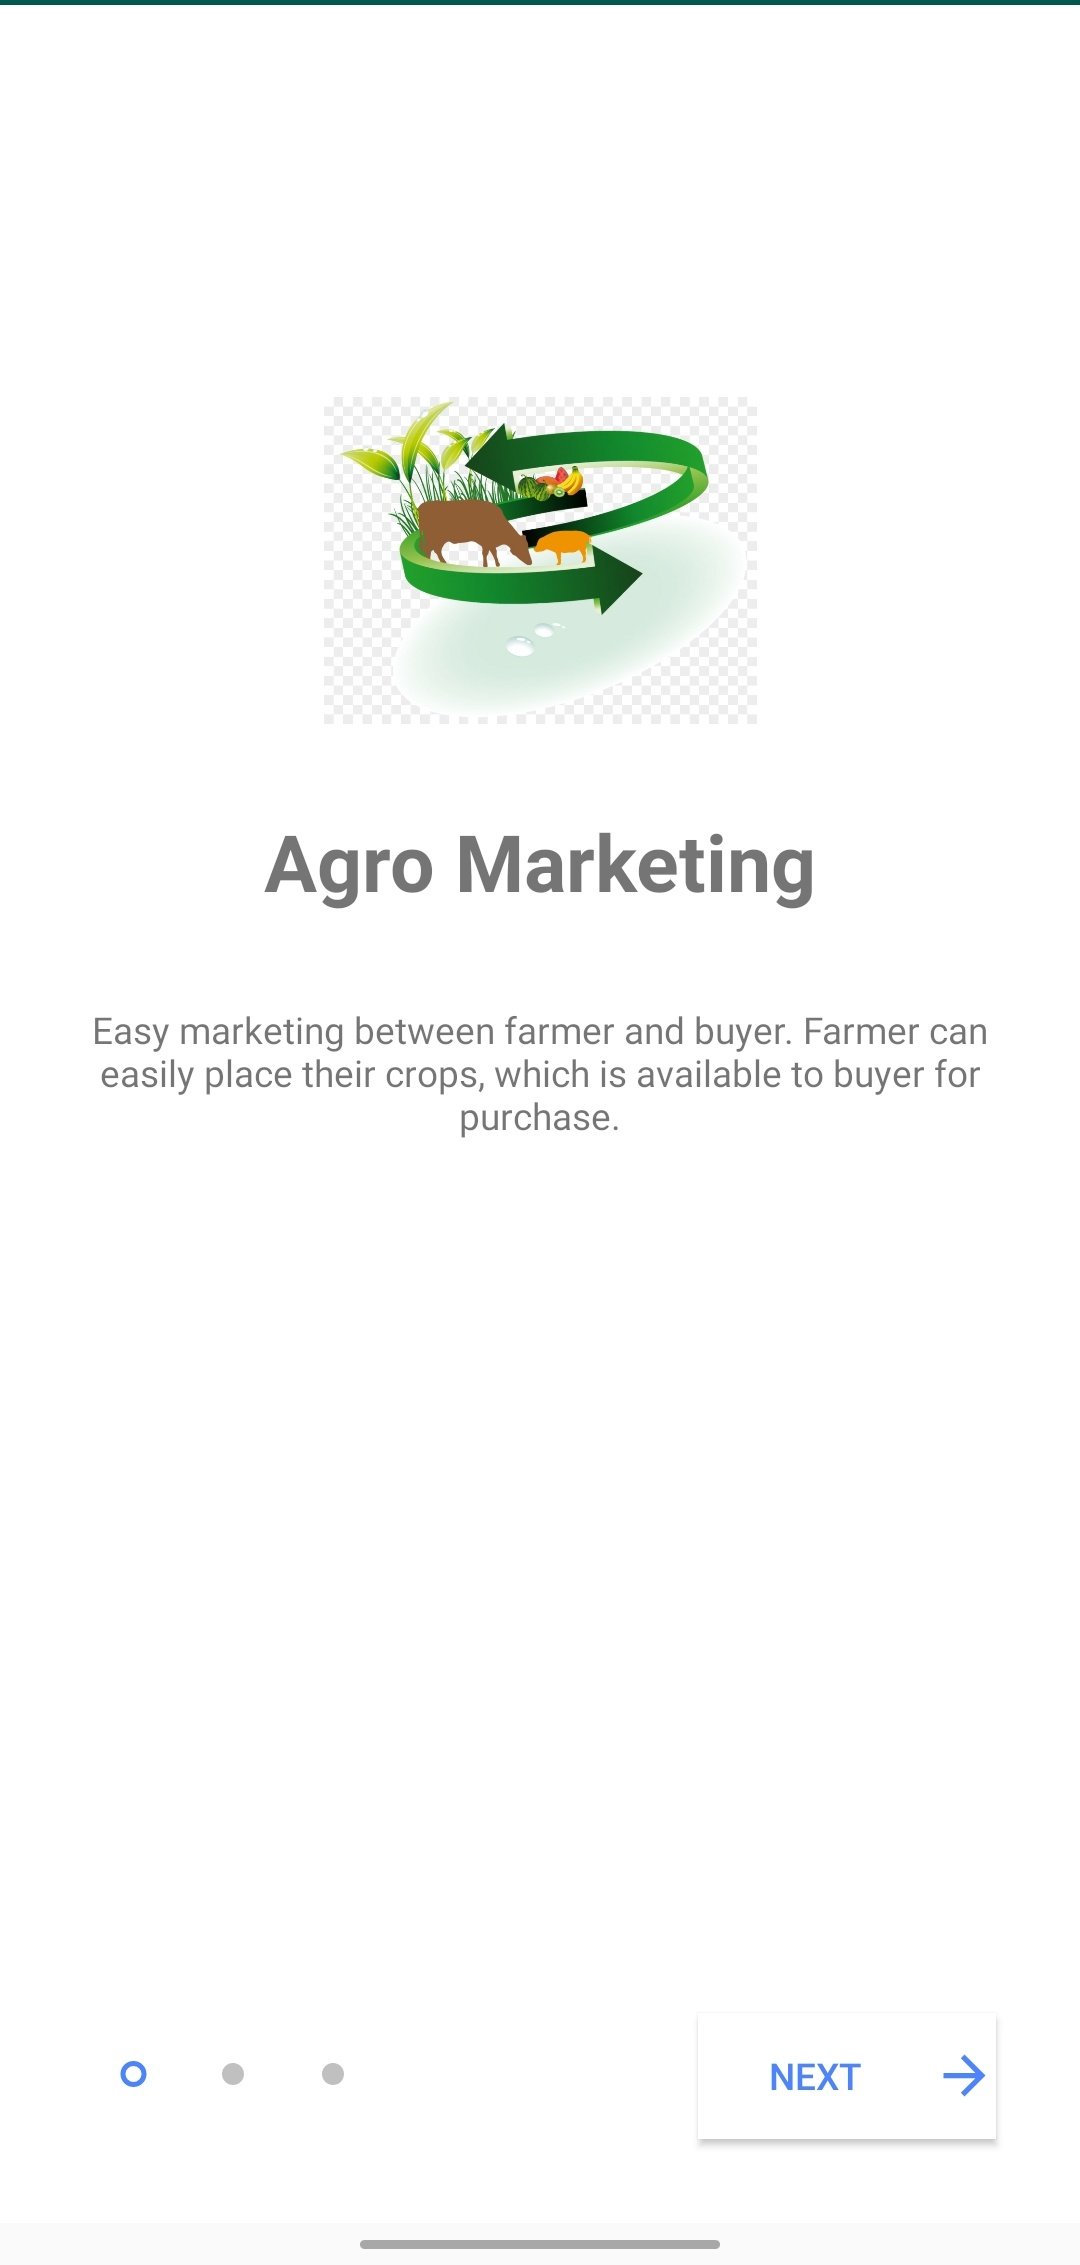 Agro Marketing
Easy marketing between farmer and buyer. Farmer can
easily place their crops, which is available to buyer for
purchase.
NEXT